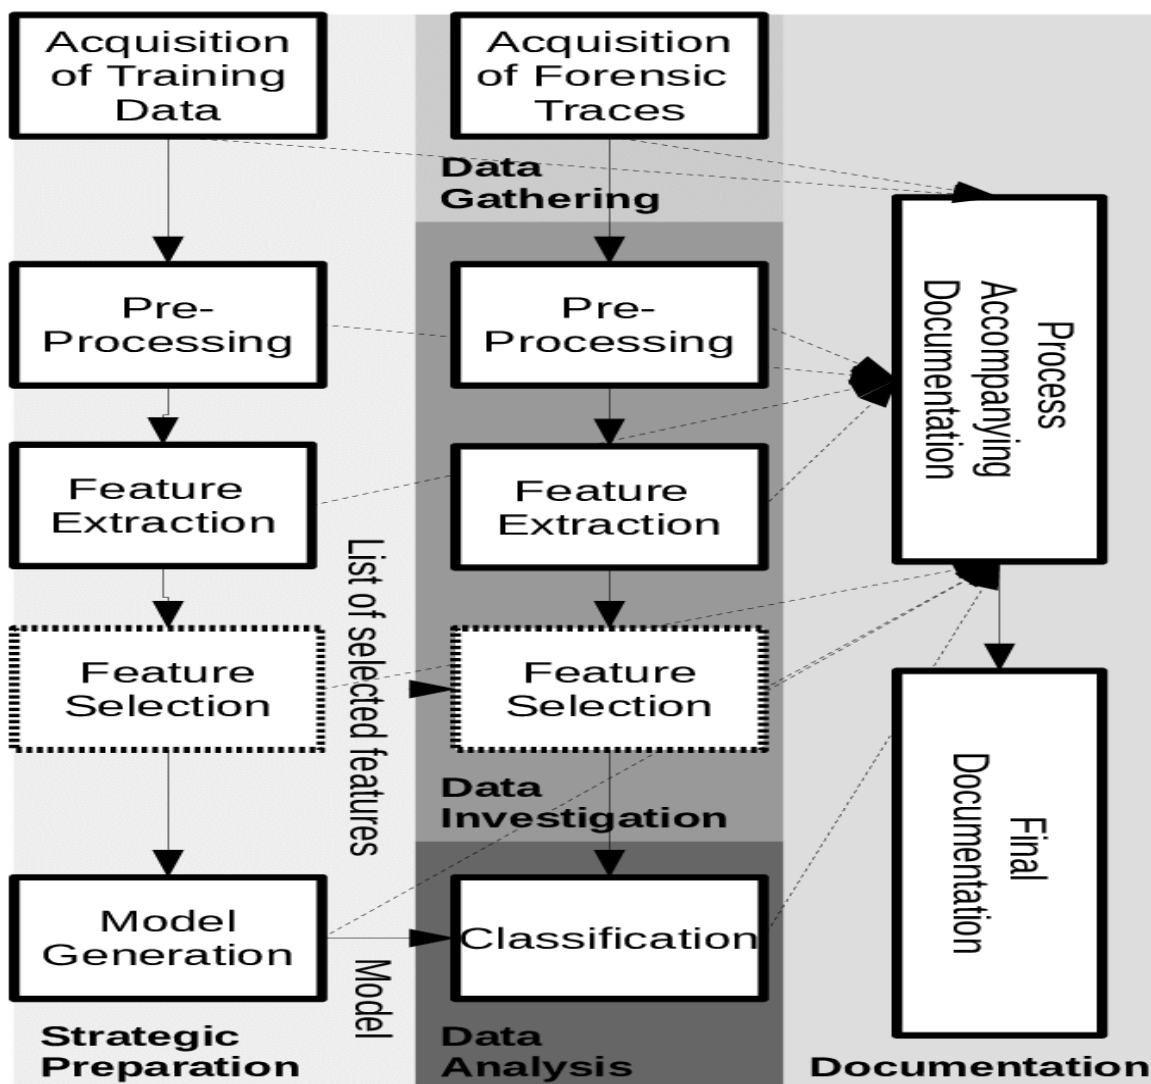 Acquisition
of Training
Data
Pre-
Processing
Feature
Extraction
Feature
Selection
Model
Generation
Strategic
Preparation
List of selected features
Model
Acquisition
of Forensic
Traces
Data
Gathering
Pre-
Processing
Feature
Extraction
Feature
Selection
Data
Investigation
Classification
Data
Analysis
Process
Accompanying
Documentation
Final
Documentation
Documentation